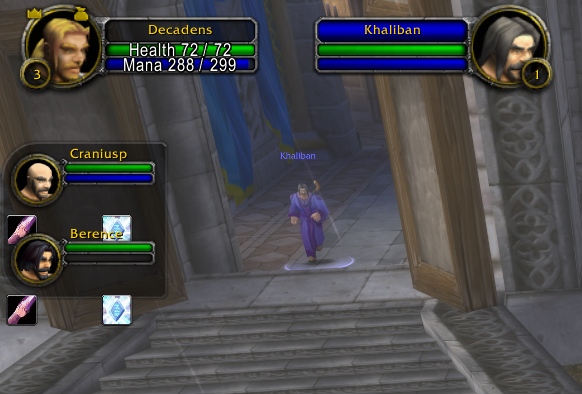 Decadens
Health 72 / 72
Mana 288 / 299
3
Khaliban
1
Khaliban
Craniusp
Berence